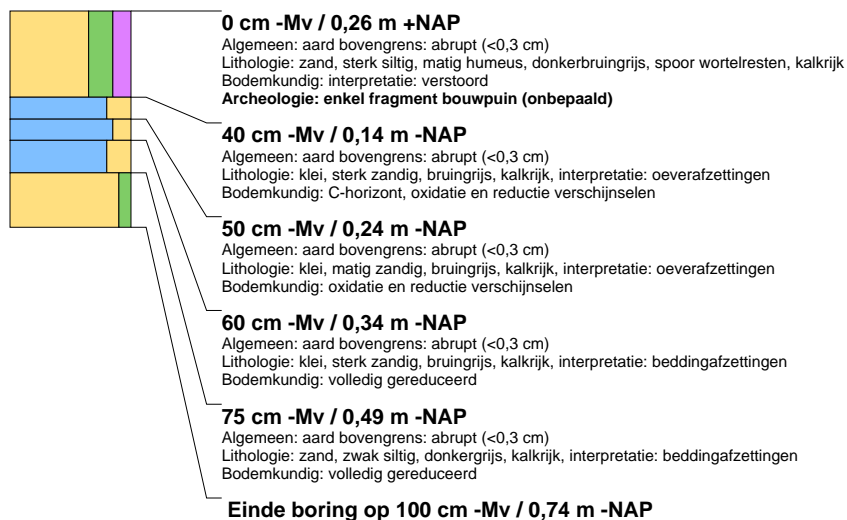 0 cm -Mv / 0,26 m +NAP
Algemeen: aard bovengrens: abrupt (<0,3 cm)
Lithologie: zand, sterk siltig, matig humeus, donkerbruingrijs, spoor wortelresten, kalkrijk
Bodemkundig: interpretatie: verstoord
Archeologie: enkel fragment bouwpuin (onbepaald)
40 cm -Mv / 0,14 m -NAP
Algemeen: aard bovengrens: abrupt (<0,3 cm)
Lithologie: klei, sterk zandig, bruingrijs, kalkrijk, interpretatie: oeverafzettingen
Bodemkundig: C-horizont, oxidatie en reductie verschijnselen
50 cm -Mv / 0,24 m -NAP
Algemeen: aard bovengrens: abrupt (<0,3 cm)
Lithologie: klei, matig zandig, bruingrijs, kalkrijk, interpretatie: oeverafzettingen
Bodemkundig: oxidatie en reductie verschijnselen
60 cm -Mv / 0,34 m -NAP
Algemeen: aard bovengrens: abrupt (<0,3 cm)
Lithologie: klei, sterk zandig, bruingrijs, kalkrijk, interpretatie: beddingafzettingen
Bodemkundig: volledig gereduceerd
75 cm -Mv / 0,49 m -NAP
Algemeen: aard bovengrens: abrupt (<0,3 cm)
Lithologie: zand, zwak siltig, donkergrijs, kalkrijk, interpretatie: beddingafzettingen
Bodemkundig: volledig gereduceerd
Einde boring op 100 cm -Mv / 0,74 m -NAP